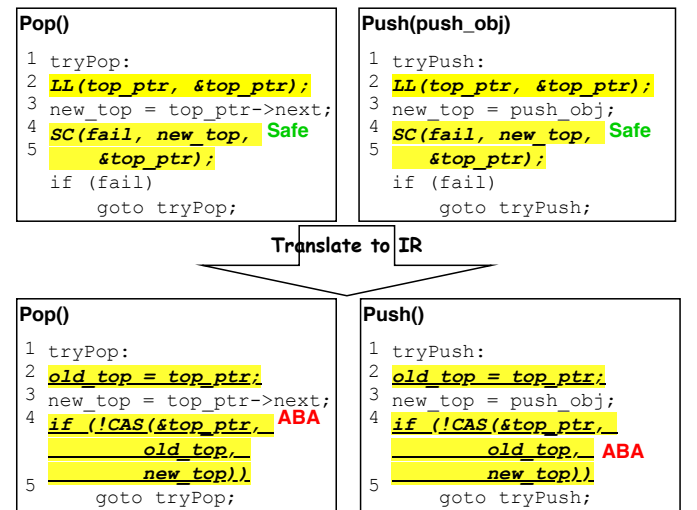 Pop()
1 tryPop:
2 LL(top_ptr, &top_ptr);
3 new_top = top_ptr->next;
4 SC(fail, new_top, Safe
5 &top_ptr);
if (fail)
goto tryPop;
Push(push_obj)
1 tryPush:
2 LL(top_ptr, &top_ptr);
3 new_top = push_obj;
4 SC(fail, new_top, Safe
5 &top_ptr);
if (fail)
goto tryPush;
Translate to IR
Pop()
1 tryPop:
2 old_top = top_ptr;
3 new_top = top_ptr->next;
4 if (!CAS(&top_ptr, ABA
old_top,
new_top))
5 goto tryPop;
Push()
1 tryPush:
2 old_top = top_ptr;
3 new_top = push_obj;
4 if (!CAS(&top_ptr,
old_top, ABA
new_top))
5 goto tryPush;